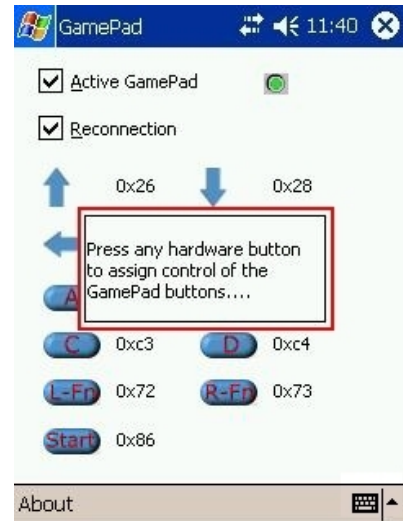 GamePad 11:40
Active GamePad
Reconnection
0x26 0x28
Press any hardware button
to assign control of the
GamePad buttons....
A
C 0xc3 D 0xc4
L-Fn 0x72 R-Fn 0x73
Start 0x86
About